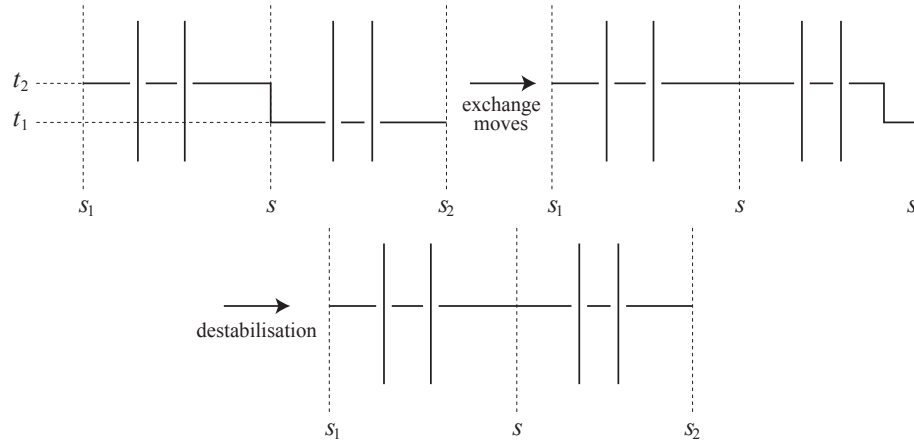 t₂
t₁
exchange
moves
s₁ s s₂ s₁ s s
destabilisation
s₁ s s₂